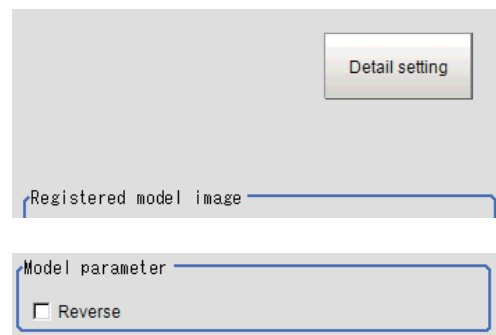 Detail setting
Registered model image
Model parameter
Reverse